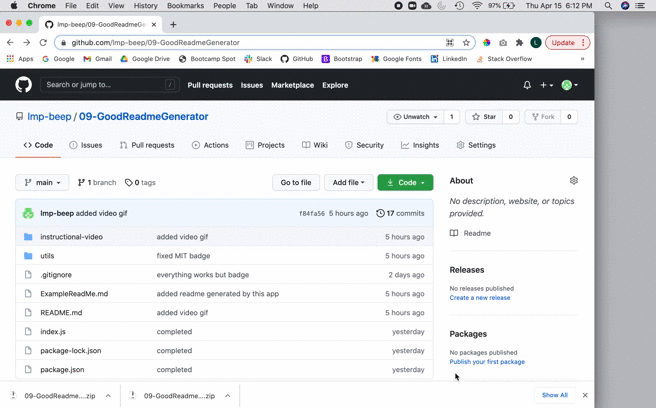 Chrome File Edit View History Bookmarks People Tab Window Help 97% Thu Apr 15 6:12 PM
lmp-beep/09-GoodReadmeGene
github.com/lmp-beep/09-GoodReadmeGenerator L Update
Apps Google Gmail Google Drive Bootcamp Spot Slack GitHub Bootstrap Google Fonts LinkedIn Stack Overflow »
Search or jump to... / Pull requests Issues Marketplace Explore
lmp-beep / 09-GoodReadmeGenerator Unwatch 1 Star 0 Fork 0
Code Issues Pull requests Actions Projects Wiki Security Insights Settings
main 1 branch 0 tags Go to file Add file Code
lmp-beep added video gif f84fa56 5 hours ago 17 commits
instructional-video added video gif 5 hours ago
utils fixed MIT badge 5 hours ago
.gitignore everything works but badge 2 days ago
ExampleReadMe.md added readme generated by this app 5 hours ago
README.md added video gif 5 hours ago
index.js completed yesterday
package-lock.json completed yesterday
package.json completed yesterday
About
No description, website, or topics
provided.
Readme
Releases
No releases published
Create a new release
Packages
No packages published
Publish your first package
09-GoodReadme....zip 09-GoodReadme....zip Show All